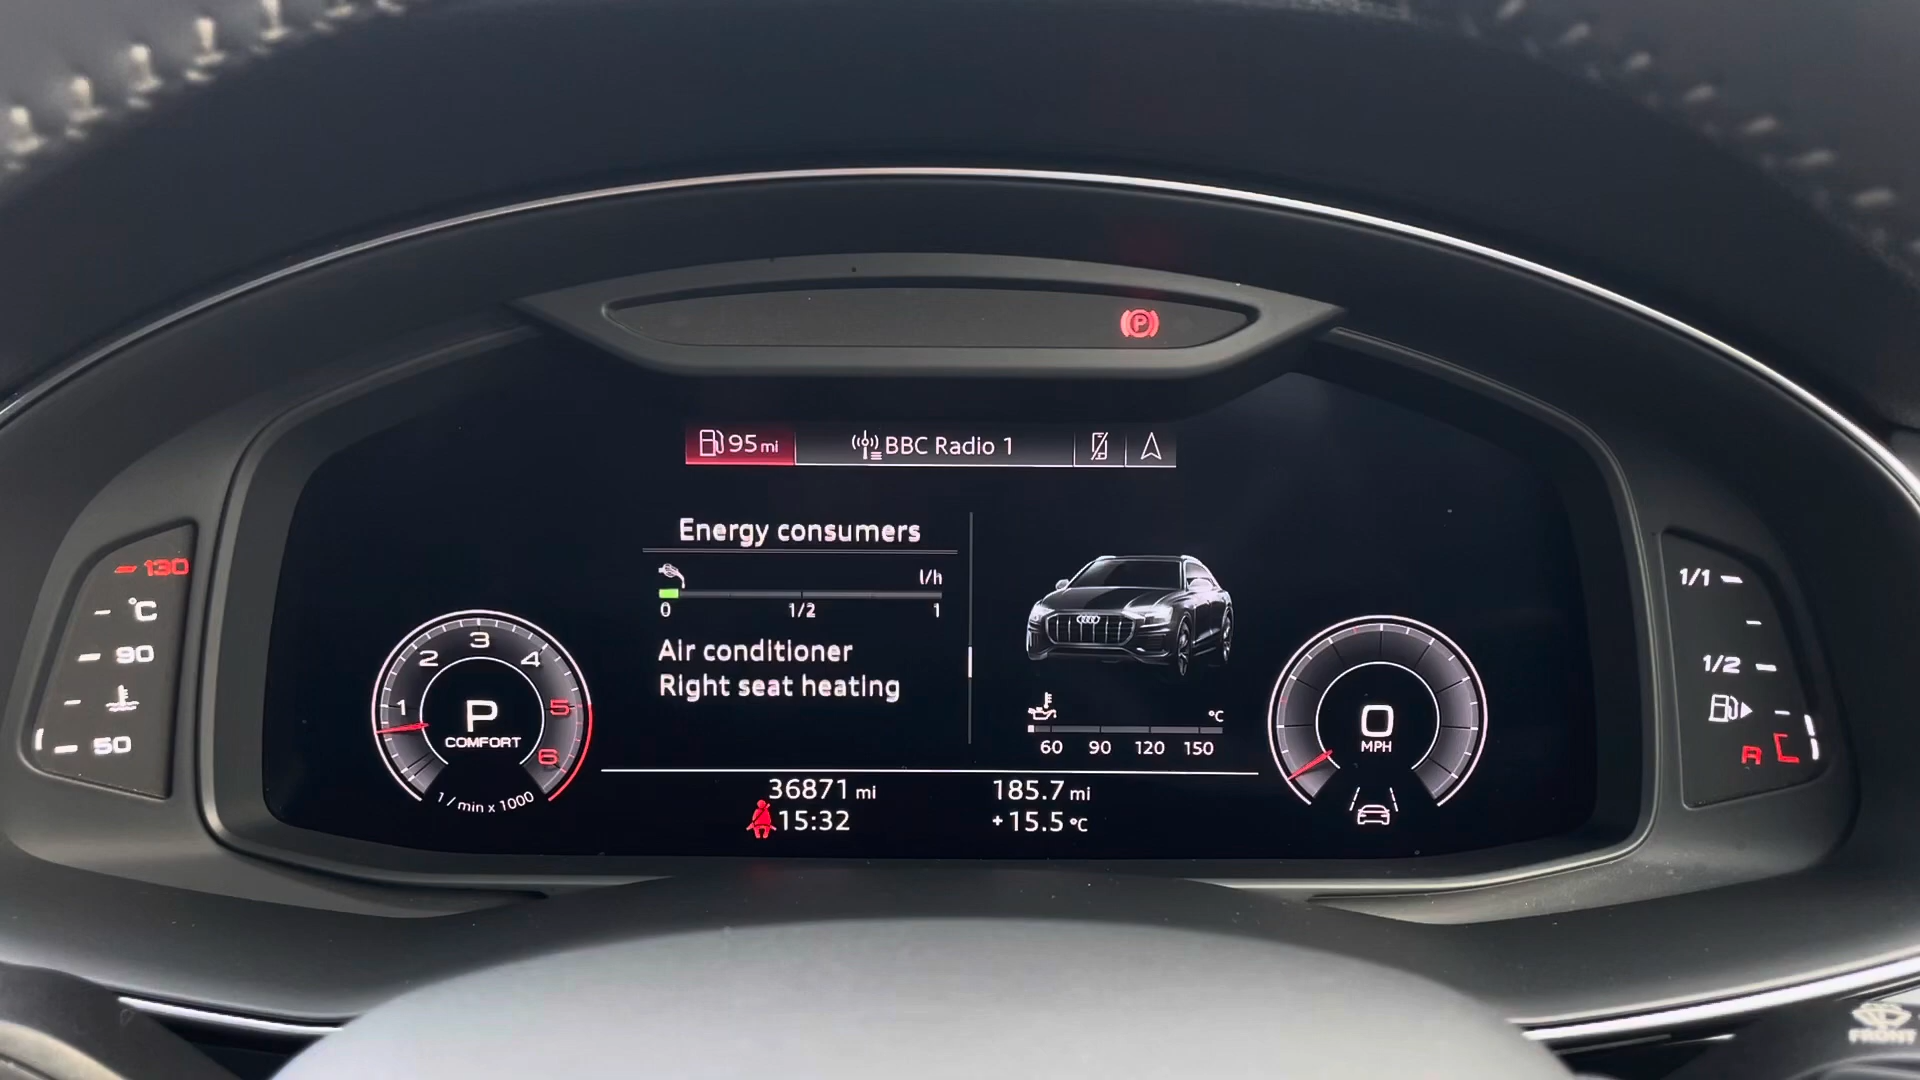 P
95 mi
BBC Radio 1
Energy consumers
l/h
0 1/2 1
Air conditioner
Right seat heating
°C
60 90 120 150
130
°C
90
50
1 2 3 4 5 6
P
COMFORT
1 / min x 1000
0
MPH
1/1
1/2
R
36871 mi
185.7 mi
15:32
+15.5 °C
FRONT